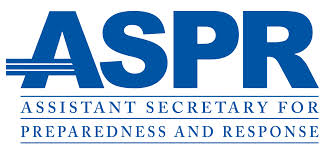 ASPR
ASSISTANT SECRETARY FOR
PREPAREDNESS AND RESPONSE